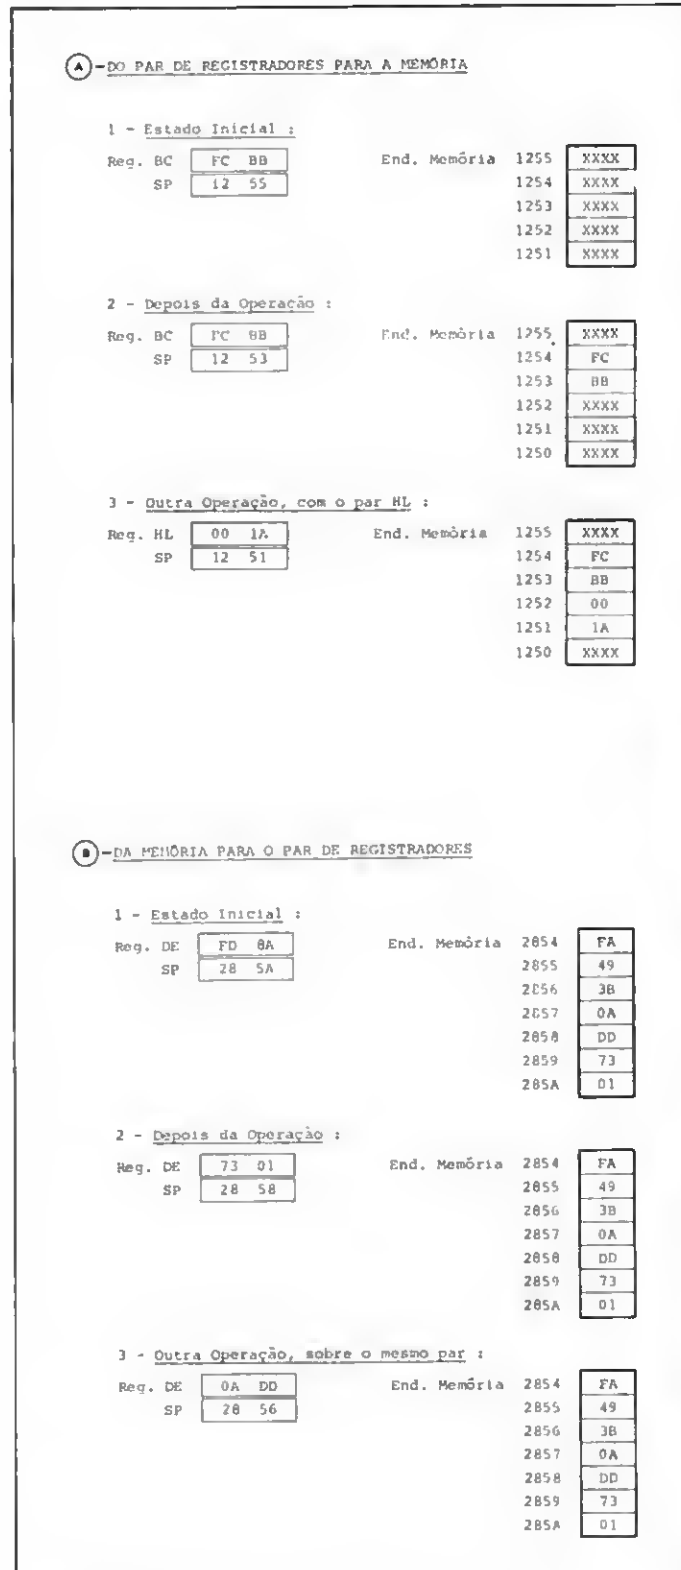 A - DO PAR DE REGISTRADORES PARA A MEMÓRIA
1 - Estado Inicial :
Reg. BC FC BB End. Memória 1255 XXXX
SP 12 55 1254 XXXX
1253 XXXX
1252 XXXX
1251 XXXX
2 - Depois da Operação :
Reg. BC FC BB End. Memória 1255 XXXX
SP 12 53 1254 FC
1253 BB
1252 XXXX
1251 XXXX
1250 XXXX
3 - Outra Operação, com o par HL :
Reg. HL 00 1A End. Memória 1255 XXXX
SP 12 51 1254 FC
1253 BB
1252 00
1251 1A
1250 XXXX
B - DA MEMÓRIA PARA O PAR DE REGISTRADORES
1 - Estado Inicial :
Reg. DE FD 8A End. Memória 2854 FA
SP 28 5A 2855 49
2856 3B
2857 0A
2858 DD
2859 73
285A 01
2 - Depois da Operação :
Reg. DE 73 01 End. Memória 2854 FA
SP 28 58 2855 49
2856 3B
2857 0A
2858 DD
2859 73
285A 01
3 - Outra Operação, sobre o mesmo par :
Reg. DE 0A DD End. Memória 2854 FA
SP 28 56 2855 49
2856 3B
2857 0A
2858 DD
2859 73
285A 01